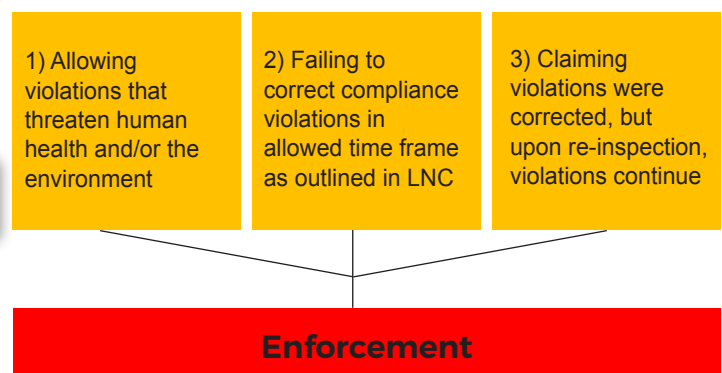 1) Allowing
violations that
threaten human
health and/or the
environment
2) Failing to
correct compliance
violations in
allowed time frame
as outlined in LNC
3) Claiming
violations were
corrected, but
upon re-inspection,
violations continue
Enforcement